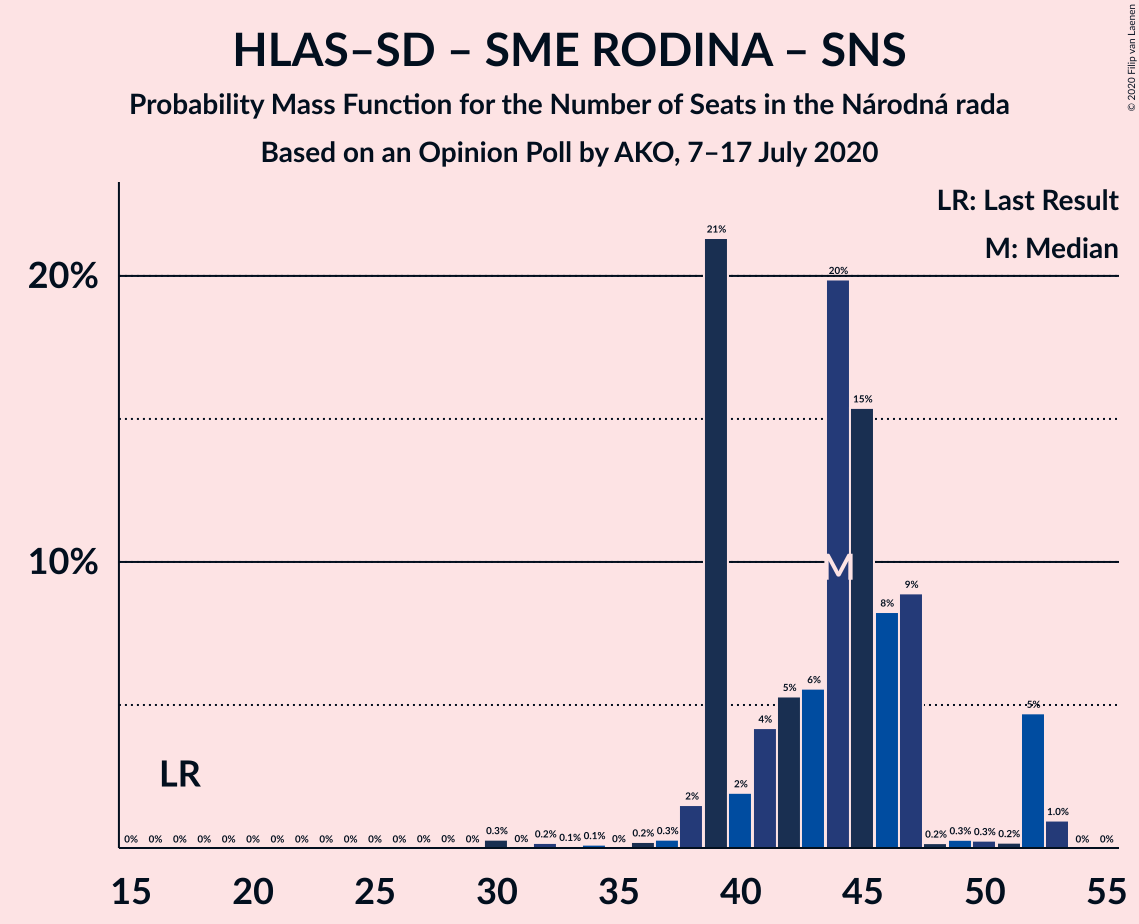 HLAS–SD – SME RODINA – SNS
Probability Mass Function for the Number of Seats in the Národná rada
Based on an Opinion Poll by AKO, 7–17 July 2020
© 2020 Filip van Laenen
LR: Last Result
M: Median
20%
10%
LR
M
0% 0% 0% 0% 0% 0% 0% 0% 0% 0% 0% 0% 0% 0% 0% 0.3% 0% 0.2% 0.1% 0.1% 0% 0.2% 0.3% 2% 21% 2% 4% 5% 6% 20% 15% 8% 9% 0.2% 0.3% 0.3% 0.2% 5% 1.0% 0% 0%
15 20 25 30 35 40 45 50 55